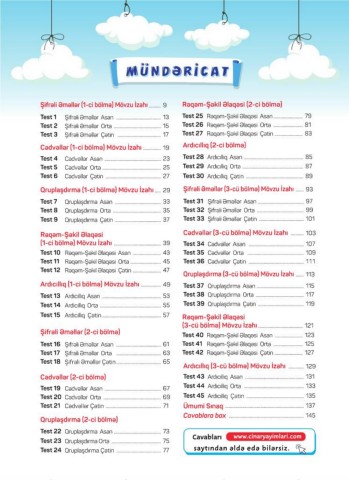 MÜNDƏRİCAT
Şifrəli Əməllər (1-ci bölmə) Mövzu İzahı 9
Test 1 Şifrəli Əməllər Asan 13
Test 2 Şifrəli Əməllər Orta 15
Test 3 Şifrəli Əməllər Çətin 17
Cədvəllər (1-ci bölmə) Mövzu İzahı 19
Test 4 Cədvəllər Asan 23
Test 5 Cədvəllər Orta 25
Test 6 Cədvəllər Çətin 27
Qruplaşdırma (1-ci bölmə) Mövzu İzahı 29
Test 7 Qruplaşdırma Asan 33
Test 8 Qruplaşdırma Orta 35
Test 9 Qruplaşdırma Çətin 37
Rəqəm-Şəkil Əlaqəsi
(1-ci bölmə) Mövzu İzahı 39
Test 10 Rəqəm-Şəkil Əlaqəsi Asan 43
Test 11 Rəqəm-Şəkil Əlaqəsi Orta 45
Test 12 Rəqəm-Şəkil Əlaqəsi Çətin 47
Ardıcıllıq (1-ci bölmə) Mövzu İzahı 49
Test 13 Ardıcıllıq Asan 53
Test 14 Ardıcıllıq Orta 55
Test 15 Ardıcıllıq Çətin 57
Şifrəli Əməllər (2-ci bölmə)
Test 16 Şifrəli Əməllər Asan 61
Test 17 Şifrəli Əməllər Orta 63
Test 18 Şifrəli Əməllər Çətin 65
Cədvəllər (2-ci bölmə)
Test 19 Cədvəllər Asan 67
Test 20 Cədvəllər Orta 69
Test 21 Cədvəllər Çətin 71
Qruplaşdırma (2-ci bölmə)
Test 22 Qruplaşdırma Asan 73
Test 23 Qruplaşdırma Orta 75
Test 24 Qruplaşdırma Çətin 77
Rəqəm-Şəkil Əlaqəsi (2-ci bölmə)
Test 25 Rəqəm-Şəkil Əlaqəsi Asan 79
Test 26 Rəqəm-Şəkil Əlaqəsi Orta 81
Test 27 Rəqəm-Şəkil Əlaqəsi Çətin 83
Ardıcıllıq (2-ci bölmə)
Test 28 Ardıcıllıq Asan 85
Test 29 Ardıcıllıq Orta 87
Test 30 Ardıcıllıq Çətin 89
Şifrəli Əməllər (3-cü bölmə) Mövzu İzahı 93
Test 31 Şifrəli Əməllər Asan 97
Test 32 Şifrəli Əməllər Orta 99
Test 33 Şifrəli Əməllər Çətin 101
Cədvəllər (3-cü bölmə) Mövzu İzahı 103
Test 34 Cədvəllər Asan 107
Test 35 Cədvəllər Orta 109
Test 36 Cədvəllər Çətin 111
Qruplaşdırma (3-cü bölmə) Mövzu İzahı 113
Test 37 Qruplaşdırma Asan 115
Test 38 Qruplaşdırma Orta 117
Test 39 Qruplaşdırma Çətin 119
Rəqəm-Şəkil Əlaqəsi
(3-cü bölmə) Mövzu İzahı 121
Test 40 Rəqəm-Şəkil Əlaqəsi Asan 123
Test 41 Rəqəm-Şəkil Əlaqəsi Orta 125
Test 42 Rəqəm-Şəkil Əlaqəsi Çətin 127
Ardıcıllıq (3-cü bölmə) Mövzu İzahı 129
Test 43 Ardıcıllıq Asan 131
Test 44 Ardıcıllıq Orta 133
Test 45 Ardıcıllıq Çətin 135
Ümumi Sınaq 137
Cavablara bax 145
Cavabları www.cinaryayimlari.com
saytından əldə edə bilərsiz.